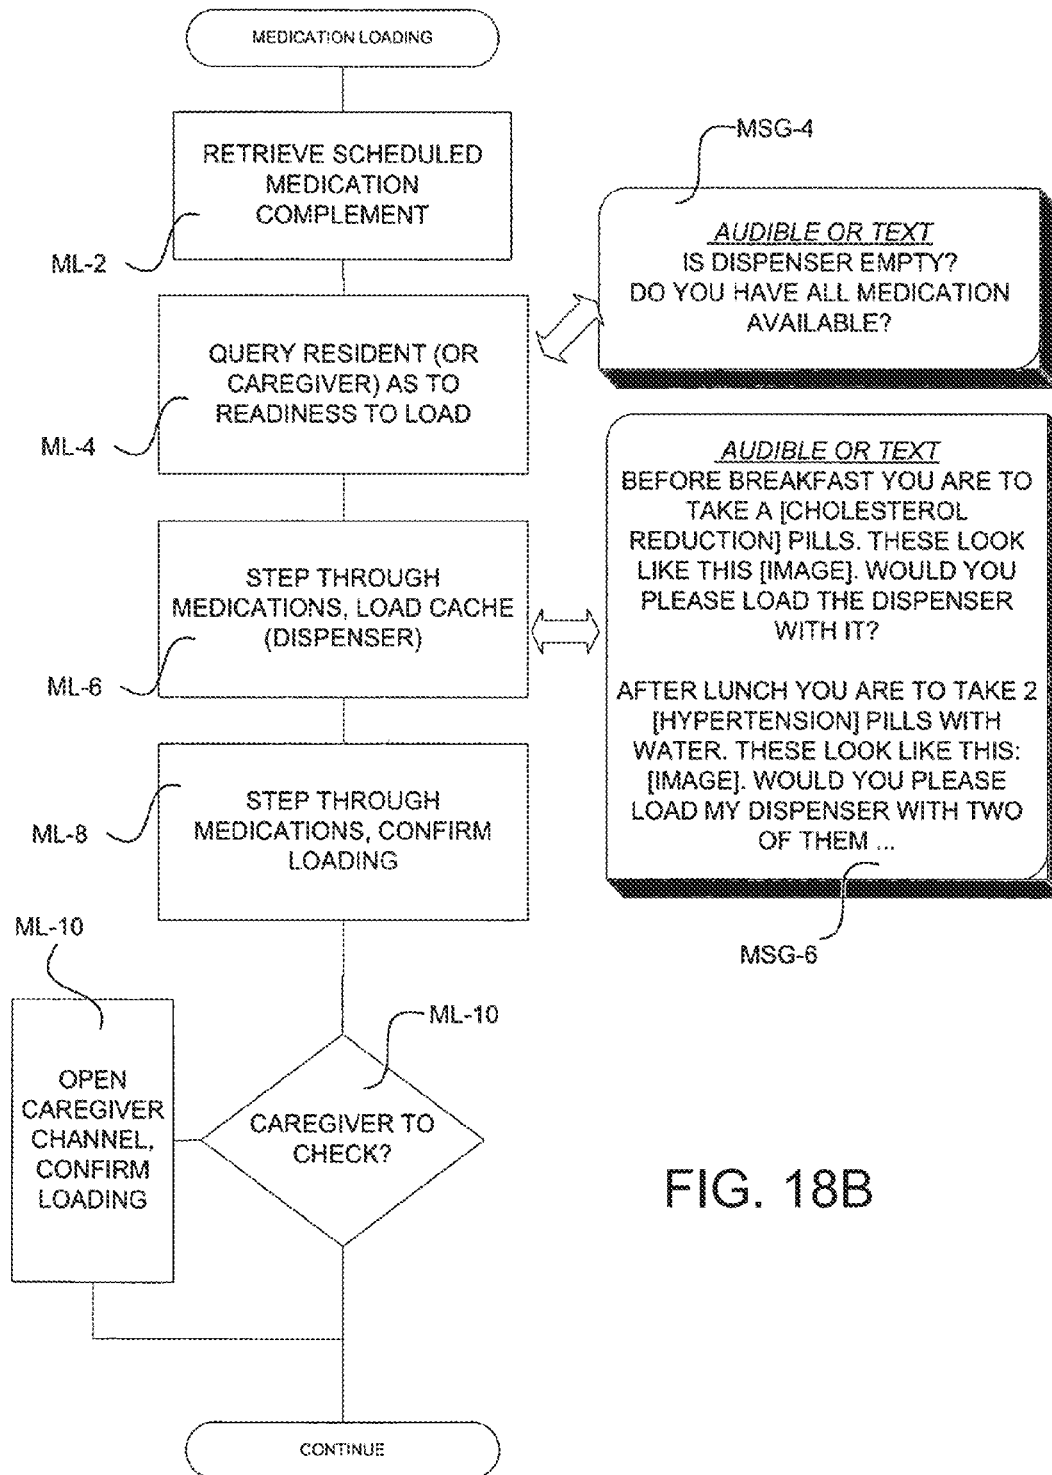 MEDICATION LOADING
RETRIEVE SCHEDULED
MEDICATION
COMPLEMENT
ML-2
MSG-4
AUDIBLE OR TEXT
IS DISPENSER EMPTY?
DO YOU HAVE ALL MEDICATION
AVAILABLE?
QUERY RESIDENT (OR
CAREGIVER) AS TO
READINESS TO LOAD
ML-4
AUDIBLE OR TEXT
BEFORE BREAKFAST YOU ARE TO
TAKE A [CHOLESTEROL
REDUCTION] PILLS. THESE LOOK
LIKE THIS [IMAGE]. WOULD YOU
PLEASE LOAD THE DISPENSER
WITH IT?
AFTER LUNCH YOU ARE TO TAKE 2
[HYPERTENSION] PILLS WITH
WATER. THESE LOOK LIKE THIS:
[IMAGE]. WOULD YOU PLEASE
LOAD MY DISPENSER WITH TWO
OF THEM ...
MSG-6
STEP THROUGH
MEDICATIONS, LOAD CACHE
(DISPENSER)
ML-6
STEP THROUGH
MEDICATIONS, CONFIRM
LOADING
ML-8
ML-10
OPEN
CAREGIVER
CHANNEL,
CONFIRM
LOADING
ML-10
CAREGIVER TO
CHECK?
FIG. 18B
CONTINUE